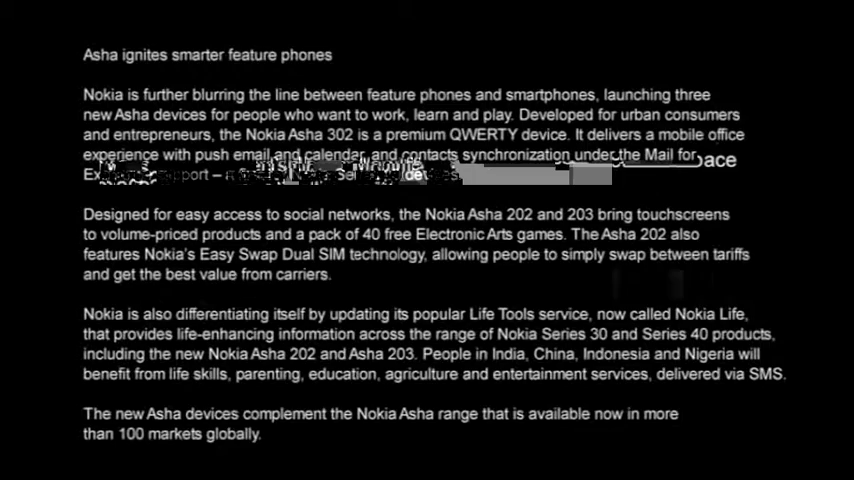 Asha ignites smarter feature phones
Nokia is further blurring the line between feature phones and smartphones, launching three
new Asha devices for people who want to work, learn and play. Developed for urban consumers
and entrepreneurs, the Nokia Asha 302 is a premium QWERTY device. It delivers a mobile office
experience with push email and calendar, and contacts synchronization under the Mail for
Designed for easy access to social networks, the Nokia Asha 202 and 203 bring touchscreens
to volume-priced products and a pack of 40 free Electronic Arts games. The Asha 202 also
features Nokia's Easy Swap Dual SIM technology, allowing people to simply swap between tariffs
and get the best value from carriers.
Nokia is also differentiating itself by updating its popular Life Tools service, now called Nokia Life,
that provides life-enhancing information across the range of Nokia Series 30 and Series 40 products,
including the new Nokia Asha 202 and Asha 203. People in India, China, Indonesia and Nigeria will
benefit from life skills, parenting, education, agriculture and entertainment services, delivered via SMS.
The new Asha devices complement the Nokia Asha range that is available now in more
than 100 markets globally.